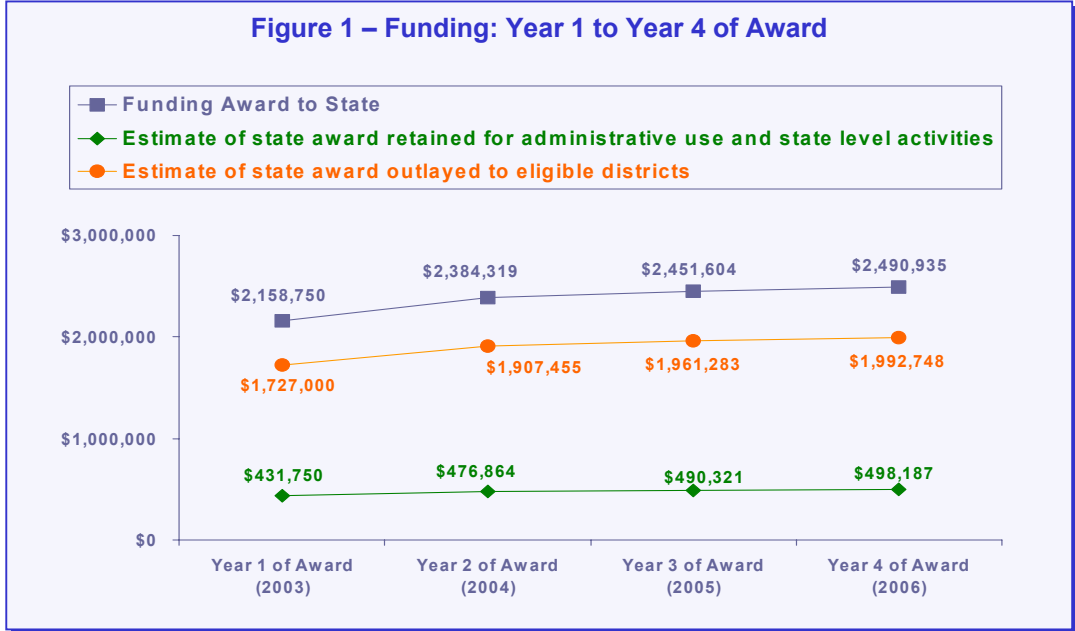 Figure 1 – Funding: Year 1 to Year 4 of Award
Funding Award to State
Estimate of state award retained for administrative use and state level activities
Estimate of state award outlayed to eligible districts
$3,000,000
$2,000,000
$1,000,000
$0
$2,158,750
$2,384,319
$2,451,604
$2,490,935
$1,727,000
$1,907,455
$1,961,283
$1,992,748
$431,750
$476,864
$490,321
$498,187
Year 1 of Award
(2003)
Year 2 of Award
(2004)
Year 3 of Award
(2005)
Year 4 of Award
(2006)